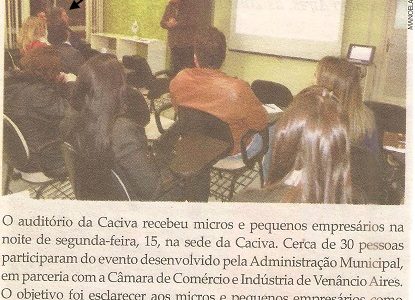 MANOELA
O auditório da Caciva recebeu micros e pequenos empresários na
noite de segunda-feira, 15, na sede da Caciva. Cerca de 30 pessoas
participaram do evento desenvolvido pela Administração Municipal,
em parceria com a Câmara de Comércio e Indústria de Venâncio Aires.
O objetivo foi esclarecer aos micros e pequenos empresários como